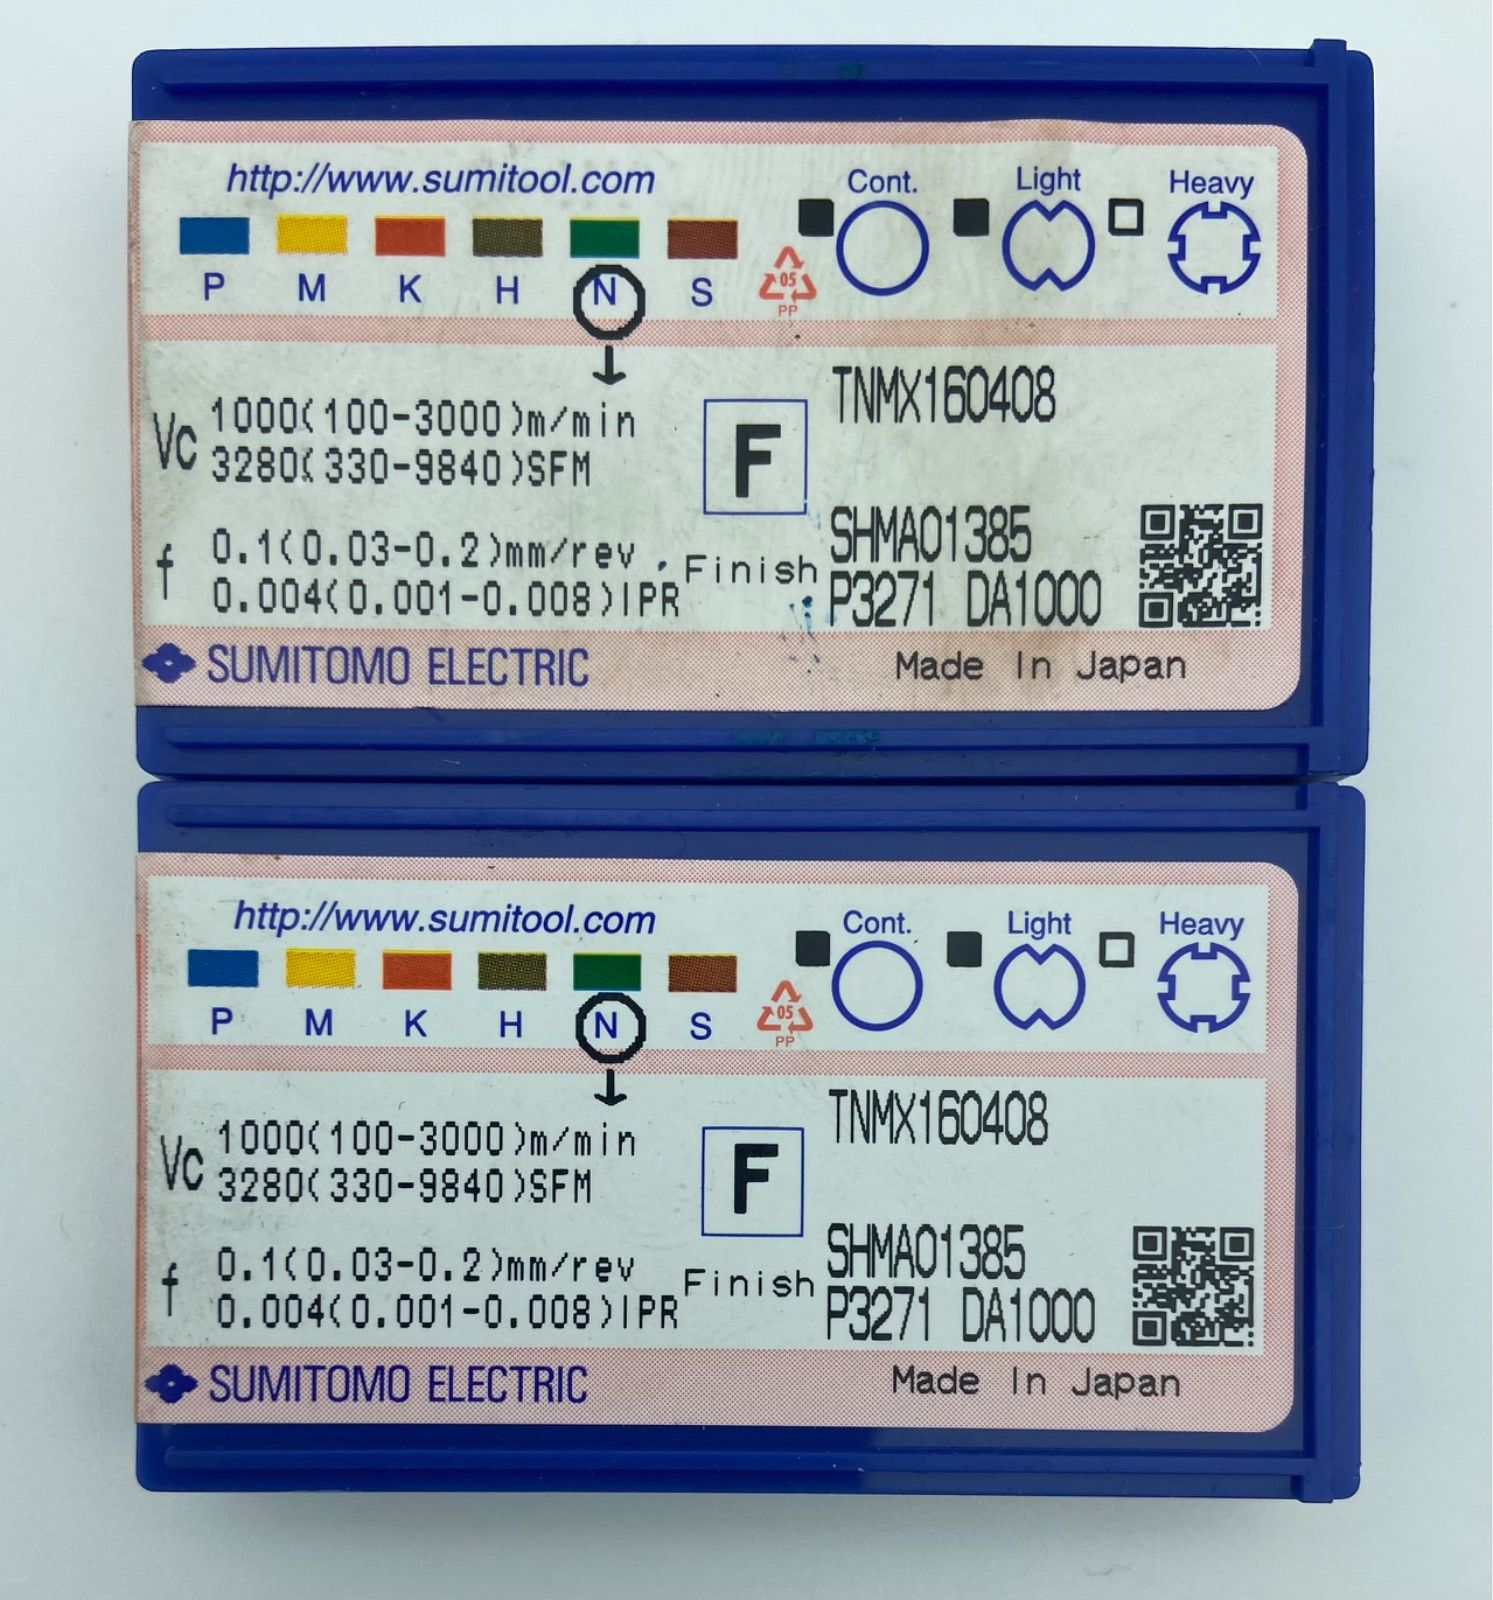 http://www.sumitool.com
Cont. Light Heavy
P M K H N S
05
PP
Vc 1000(100-3000)m/min
3280(330-9840)SFM
f 0.1(0.03-0.2)mm/rev
0.004(0.001-0.008)IPR
F
Finish
TNMX160408
SHMA01385
P3271 DA1000
SUMITOMO ELECTRIC
Made In Japan
http://www.sumitool.com
Cont. Light Heavy
P M K H N S
05
PP
Vc 1000(100-3000)m/min
3280(330-9840)SFM
f 0.1(0.03-0.2)mm/rev
0.004(0.001-0.008)IPR
F
Finish
TNMX160408
SHMA01385
P3271 DA1000
SUMITOMO ELECTRIC
Made In Japan